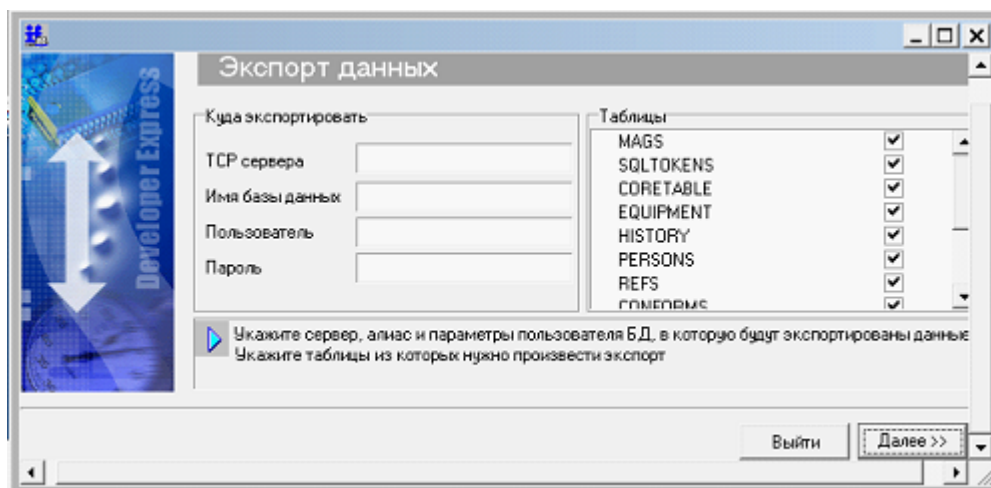 Экспорт данных
Developer Express
Куда экспортировать
TCP сервера
Имя базы данных
Пользователь
Пароль
Таблицы
MAGS
SQLTOKENS
CORETABLE
EQUIPMENT
HISTORY
PERSONS
REFS
CONFORMS
Укажите сервер, алиас и параметры пользователя БД, в которую будут экспортированы данные
Укажите таблицы из которых нужно произвести экспорт
Выйти
Далее >>